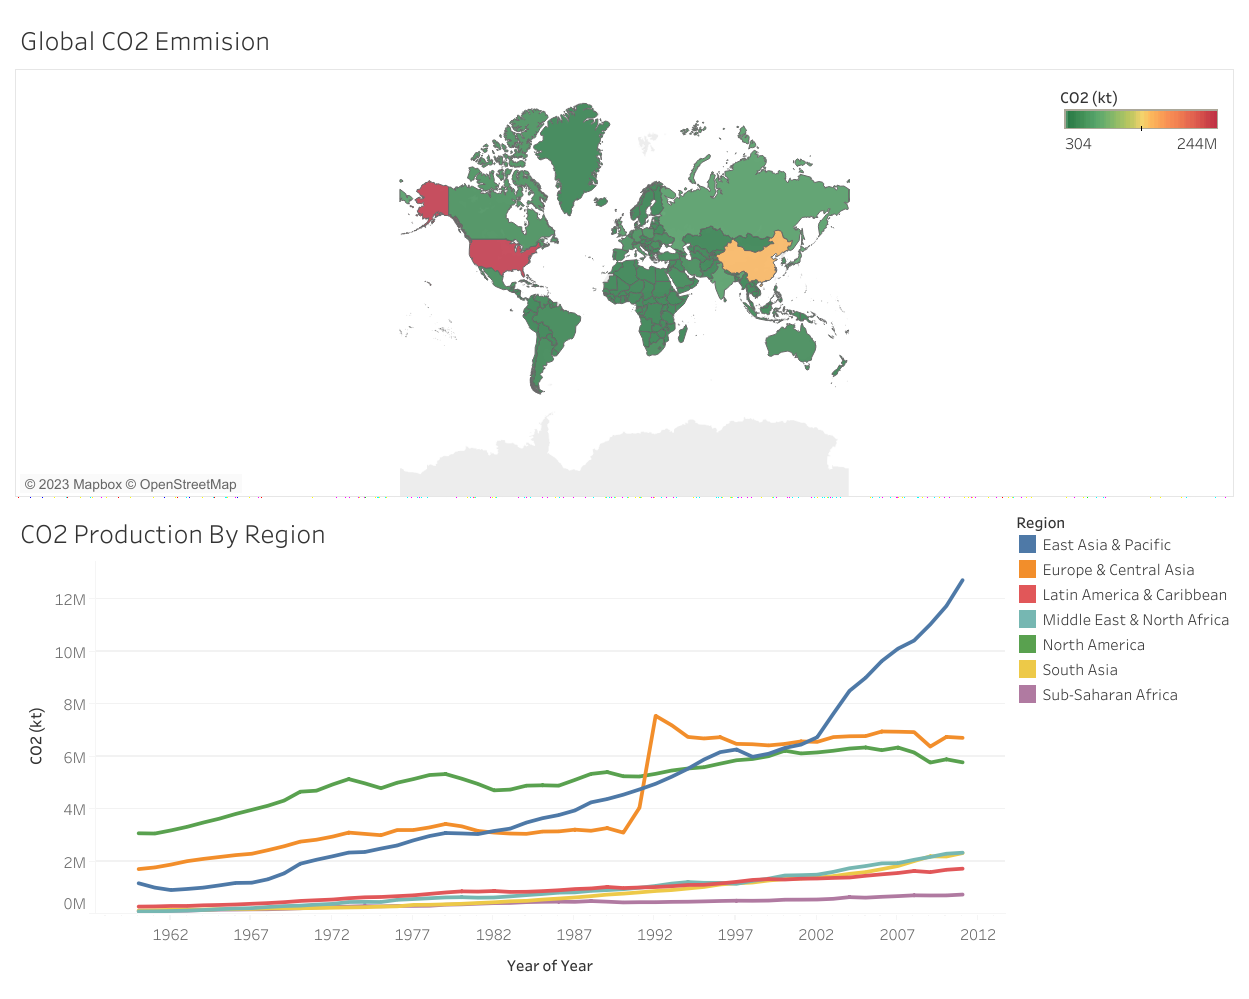 Global CO2 Emmision
CO2 (kt)
304 244M
© 2023 Mapbox © OpenStreetMap
CO2 Production By Region
Region
East Asia & Pacific
Europe & Central Asia
Latin America & Caribbean
Middle East & North Africa
North America
South Asia
Sub-Saharan Africa
CO2 (kt)
12M
10M
8M
6M
4M
2M
0M
1962 1967 1972 1977 1982 1987 1992 1997 2002 2007 2012
Year of Year